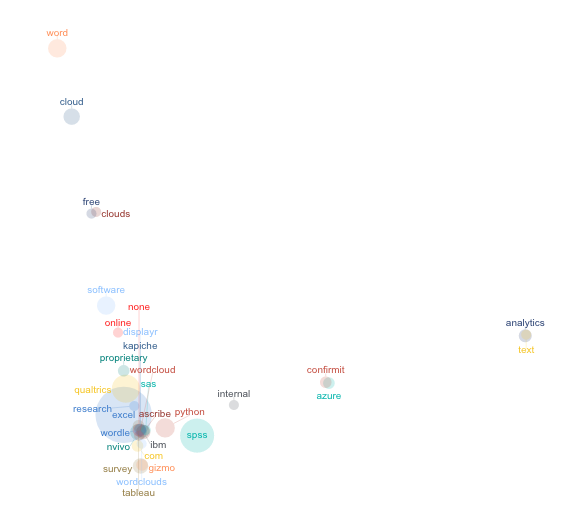 word
cloud
free
clouds
software
none
online
displayr
analytics
kapiche
text
proprietary
wordcloud
confirmit
sas
qualtrics
azure
internal
research
excel
ascribe
python
wordle
spss
nvivo
ibm
com
survey
gizmo
wordclouds
tableau